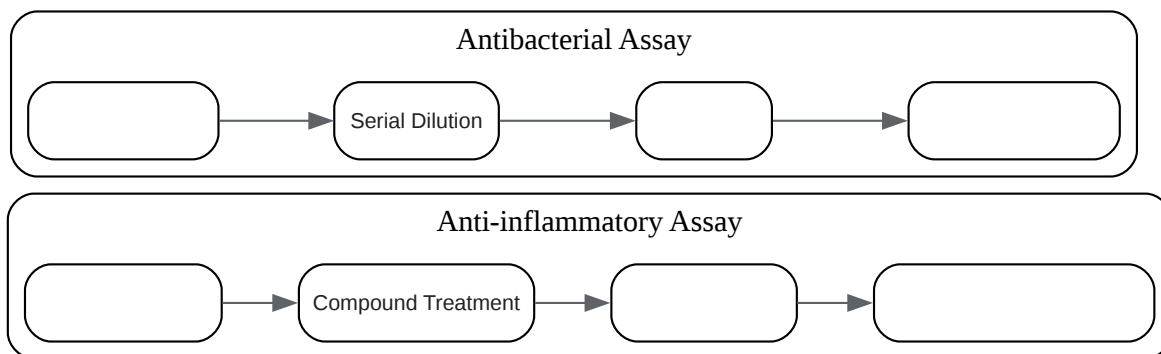 Antibacterial Assay
Serial Dilution
Anti-inflammatory Assay
Compound Treatment